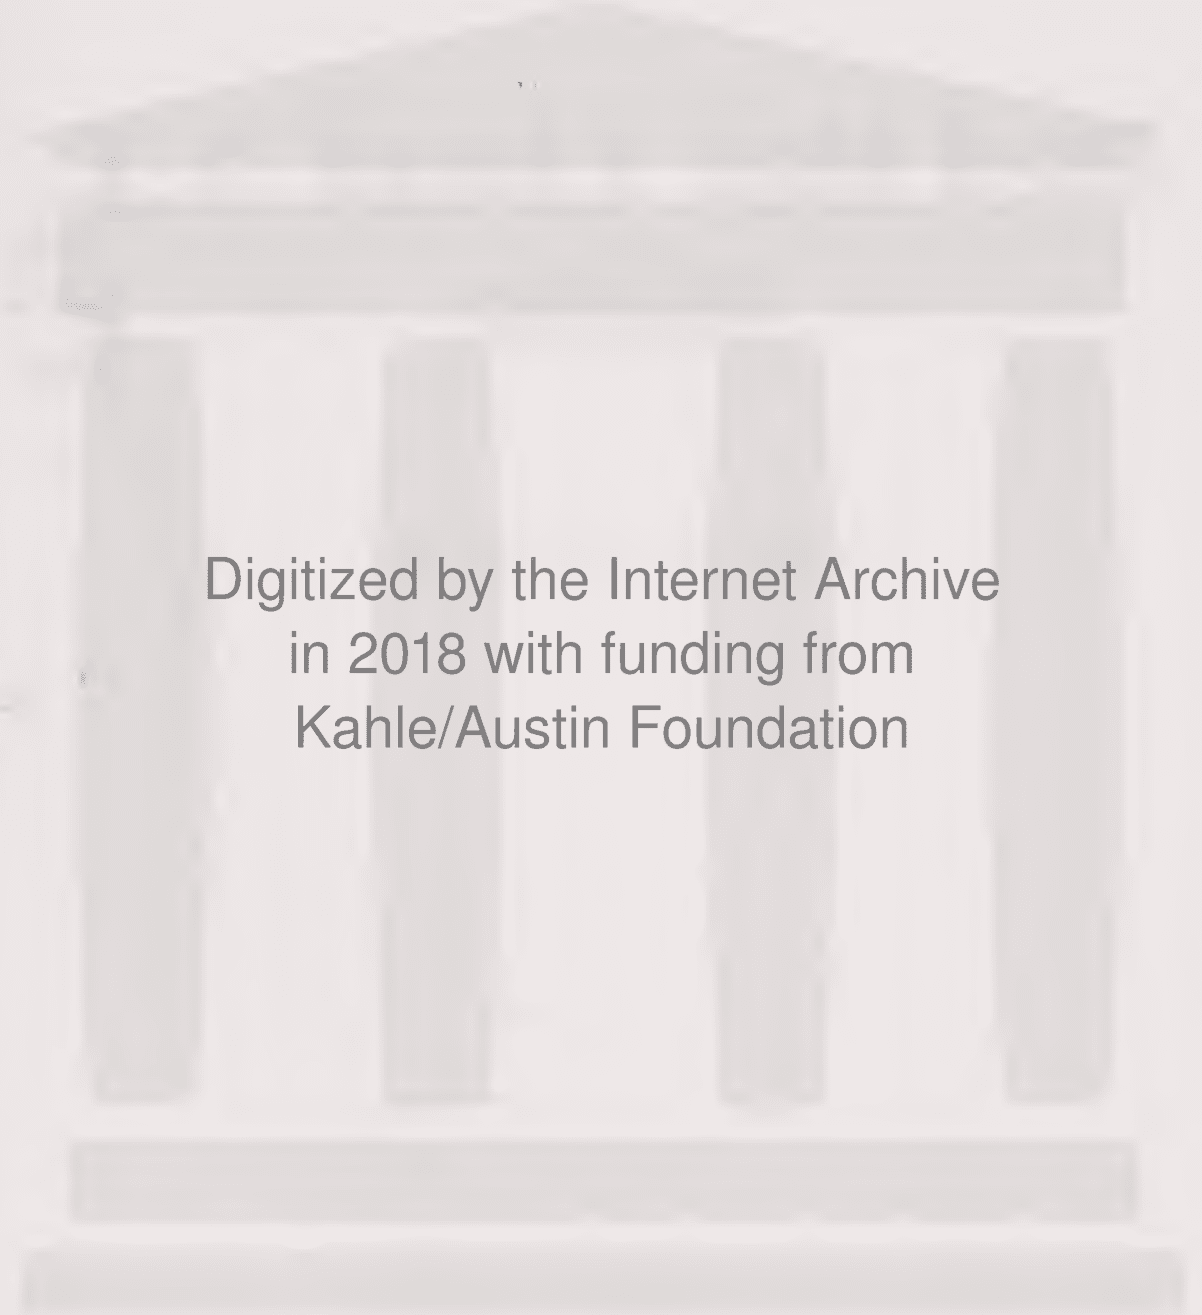 Digitized by the Internet Archive
in 2018 with funding from
Kahle/Austin Foundation